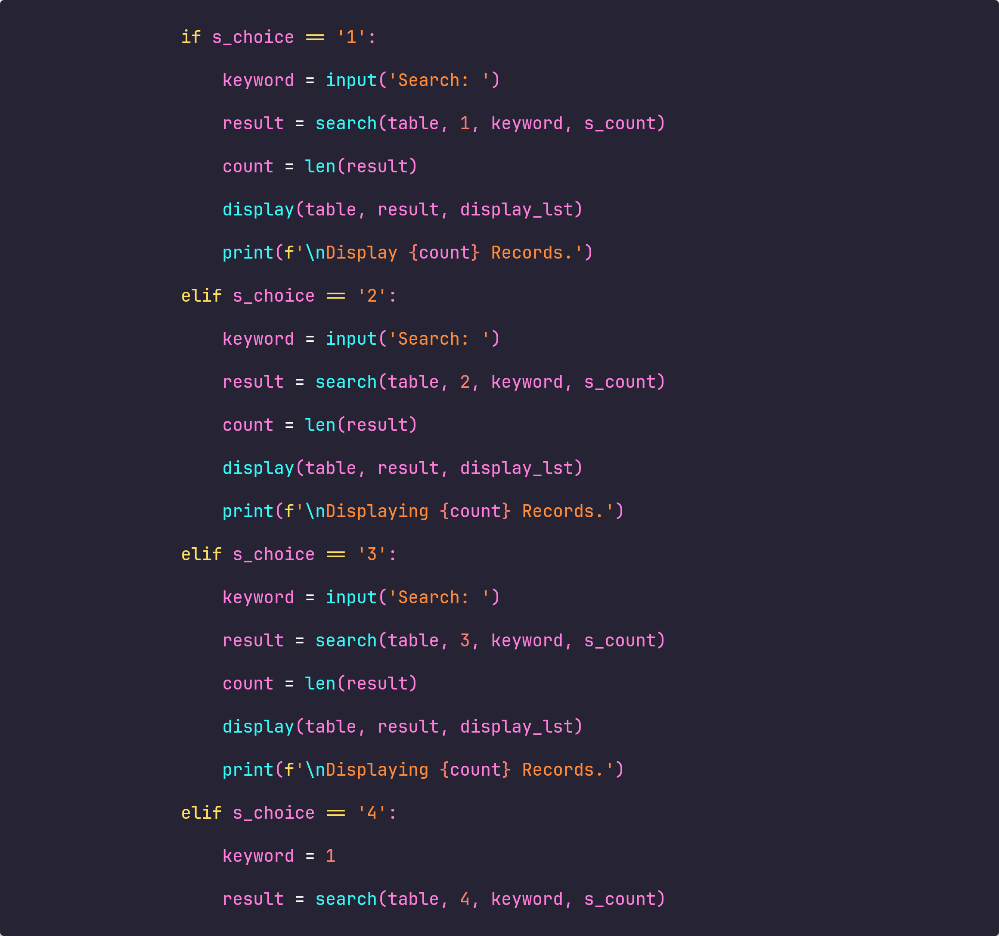 if s_choice == '1':
keyword = input('Search: ')
result = search(table, 1, keyword, s_count)
count = len(result)
display(table, result, display_lst)
print(f'\nDisplay {count} Records.')
elif s_choice == '2':
keyword = input('Search: ')
result = search(table, 2, keyword, s_count)
count = len(result)
display(table, result, display_lst)
print(f'\nDisplaying {count} Records.')
elif s_choice == '3':
keyword = input('Search: ')
result = search(table, 3, keyword, s_count)
count = len(result)
display(table, result, display_lst)
print(f'\nDisplaying {count} Records.')
elif s_choice == '4':
keyword = 1
result = search(table, 4, keyword, s_count)